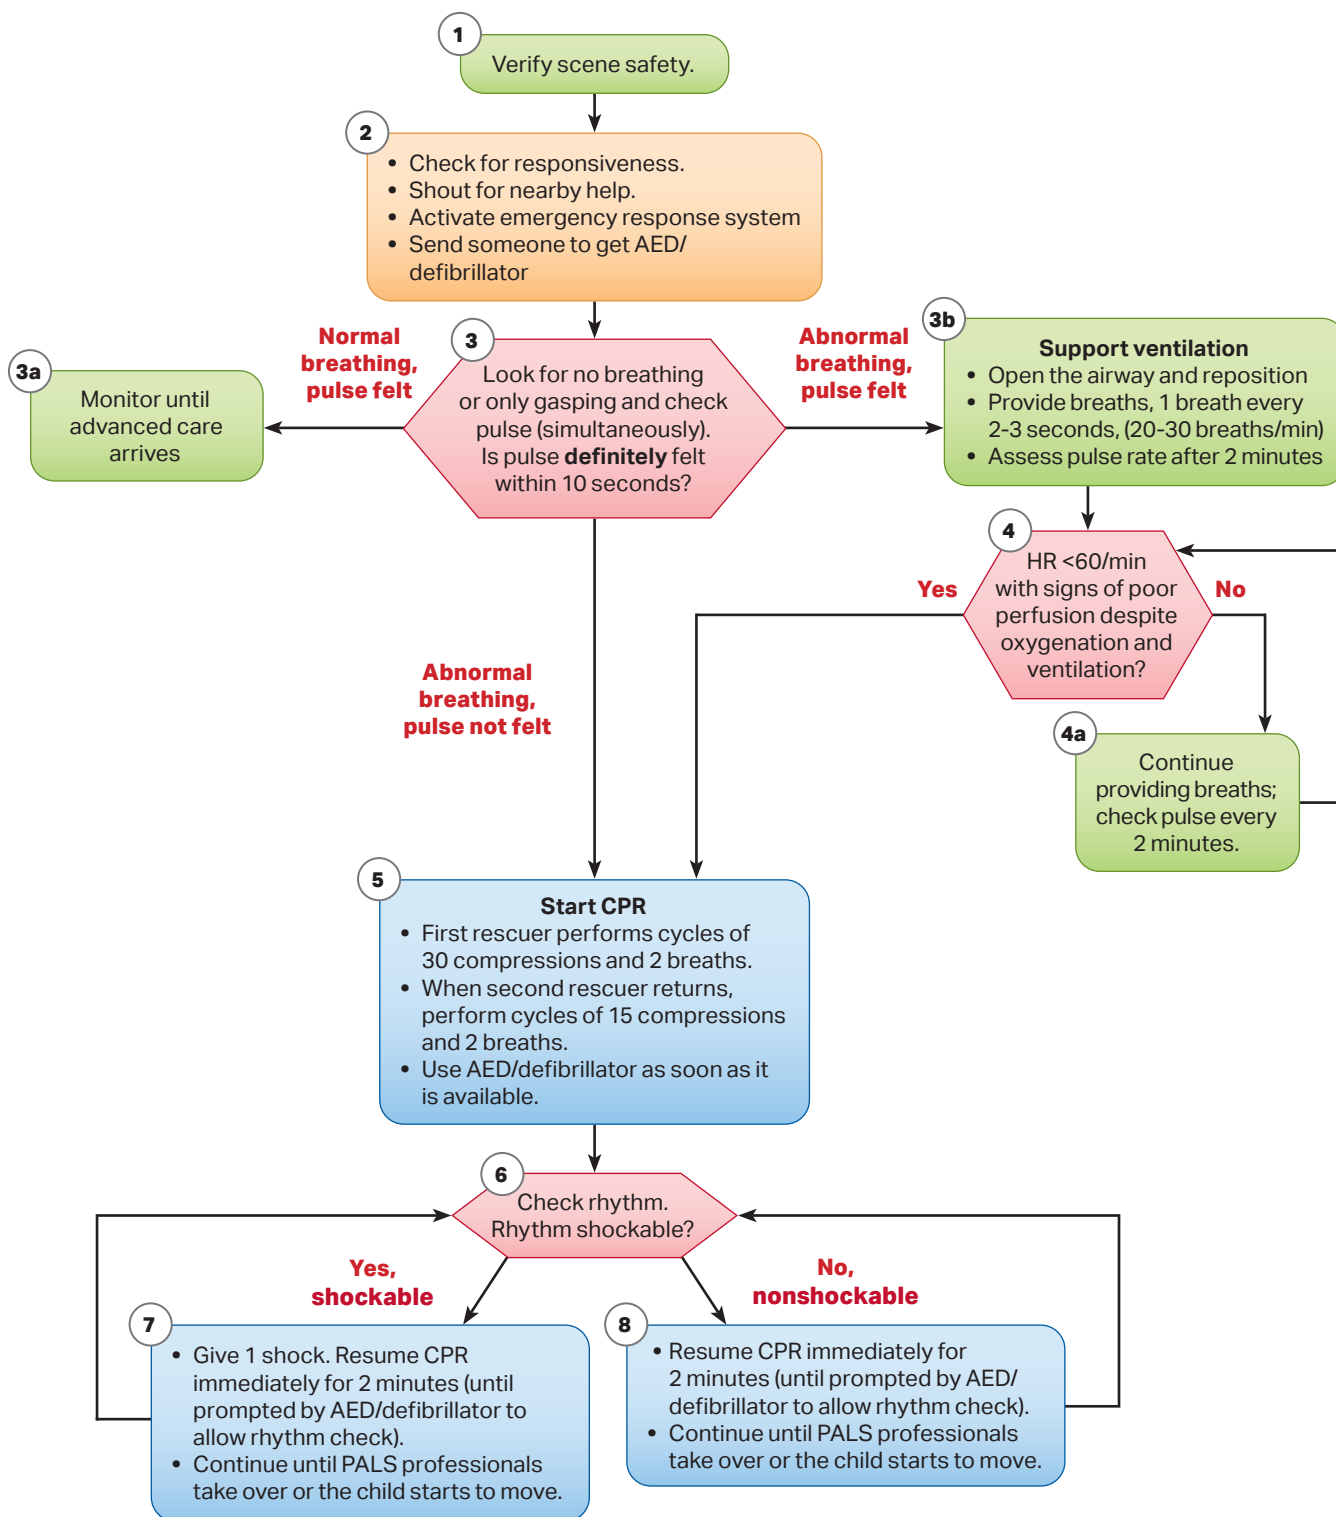 1
Verify scene safety.
2
• Check for responsiveness.
• Shout for nearby help.
• Activate emergency response system
• Send someone to get AED/
defibrillator
Normal
breathing,
pulse felt
3
Look for no breathing
or only gasping and check
pulse (simultaneously).
Is pulse definitely felt
within 10 seconds?
Abnormal
breathing,
pulse felt
3a
Monitor until
advanced care
arrives
3b
Support ventilation
• Open the airway and reposition
• Provide breaths, 1 breath every
2-3 seconds, (20-30 breaths/min)
• Assess pulse rate after 2 minutes
4
HR <60/min
with signs of poor
perfusion despite
oxygenation and
ventilation?
Yes
No
Abnormal
breathing,
pulse not felt
4a
Continue
providing breaths;
check pulse every
2 minutes.
5
Start CPR
• First rescuer performs cycles of
30 compressions and 2 breaths.
• When second rescuer returns,
perform cycles of 15 compressions
and 2 breaths.
• Use AED/defibrillator as soon as it
is available.
6
Check rhythm.
Rhythm shockable?
Yes,
shockable
No,
nonshockable
7
• Give 1 shock. Resume CPR
immediately for 2 minutes (until
prompted by AED/defibrillator to
allow rhythm check).
• Continue until PALS professionals
take over or the child starts to move.
8
• Resume CPR immediately for
2 minutes (until prompted by AED/
defibrillator to allow rhythm check).
• Continue until PALS professionals
take over or the child starts to move.